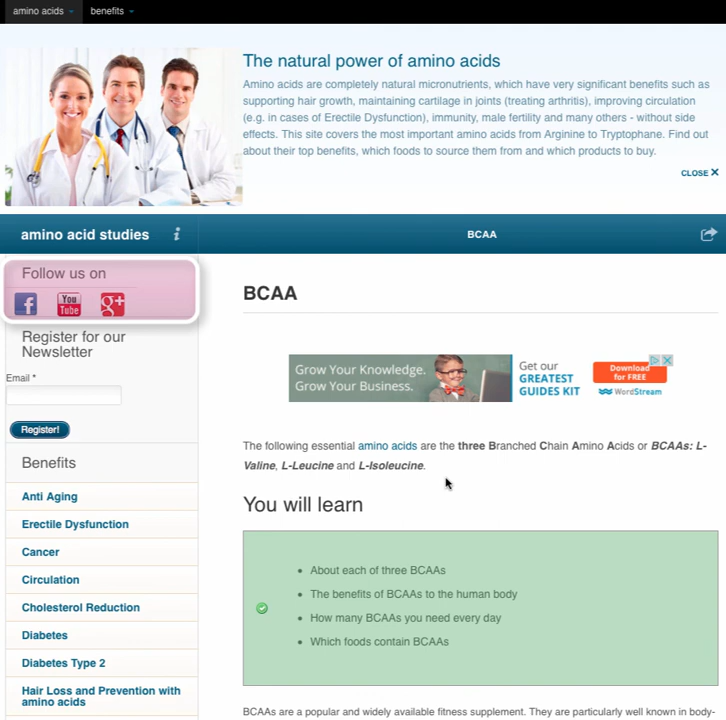 amino acids
benefits
The natural power of amino acids
Amino acids are completely natural micronutrients, which have very significant benefits such as
supporting hair growth, maintaining cartilage in joints (treating arthritis), improving circulation
(e.g. in cases of Erectile Dysfunction), immunity, male fertility and many others - without side
effects. This site covers the most important amino acids from Arginine to Tryptophane. Find out
about their top benefits, which foods to source them from and which products to buy.
CLOSE X
amino acid studies
i
BCAA
Follow us on
f
You
Tube
g+
Register for our
Newsletter
Email *
Register!
Benefits
Anti Aging
Erectile Dysfunction
Cancer
Circulation
Cholesterol Reduction
Diabetes
Diabetes Type 2
Hair Loss and Prevention with
amino acids
BCAA
Grow Your Knowledge.
Grow Your Business.
Get our
GREATEST
GUIDES KIT
Download
for FREE
WordStream
The following essential amino acids are the three Branched Chain Amino Acids or BCAAs: L-
Valine, L-Leucine and L-Isoleucine.
You will learn
About each of three BCAAs
The benefits of BCAAs to the human body
How many BCAAs you need every day
Which foods contain BCAAs
BCAAs are a popular and widely available fitness supplement. They are particularly well known in body-